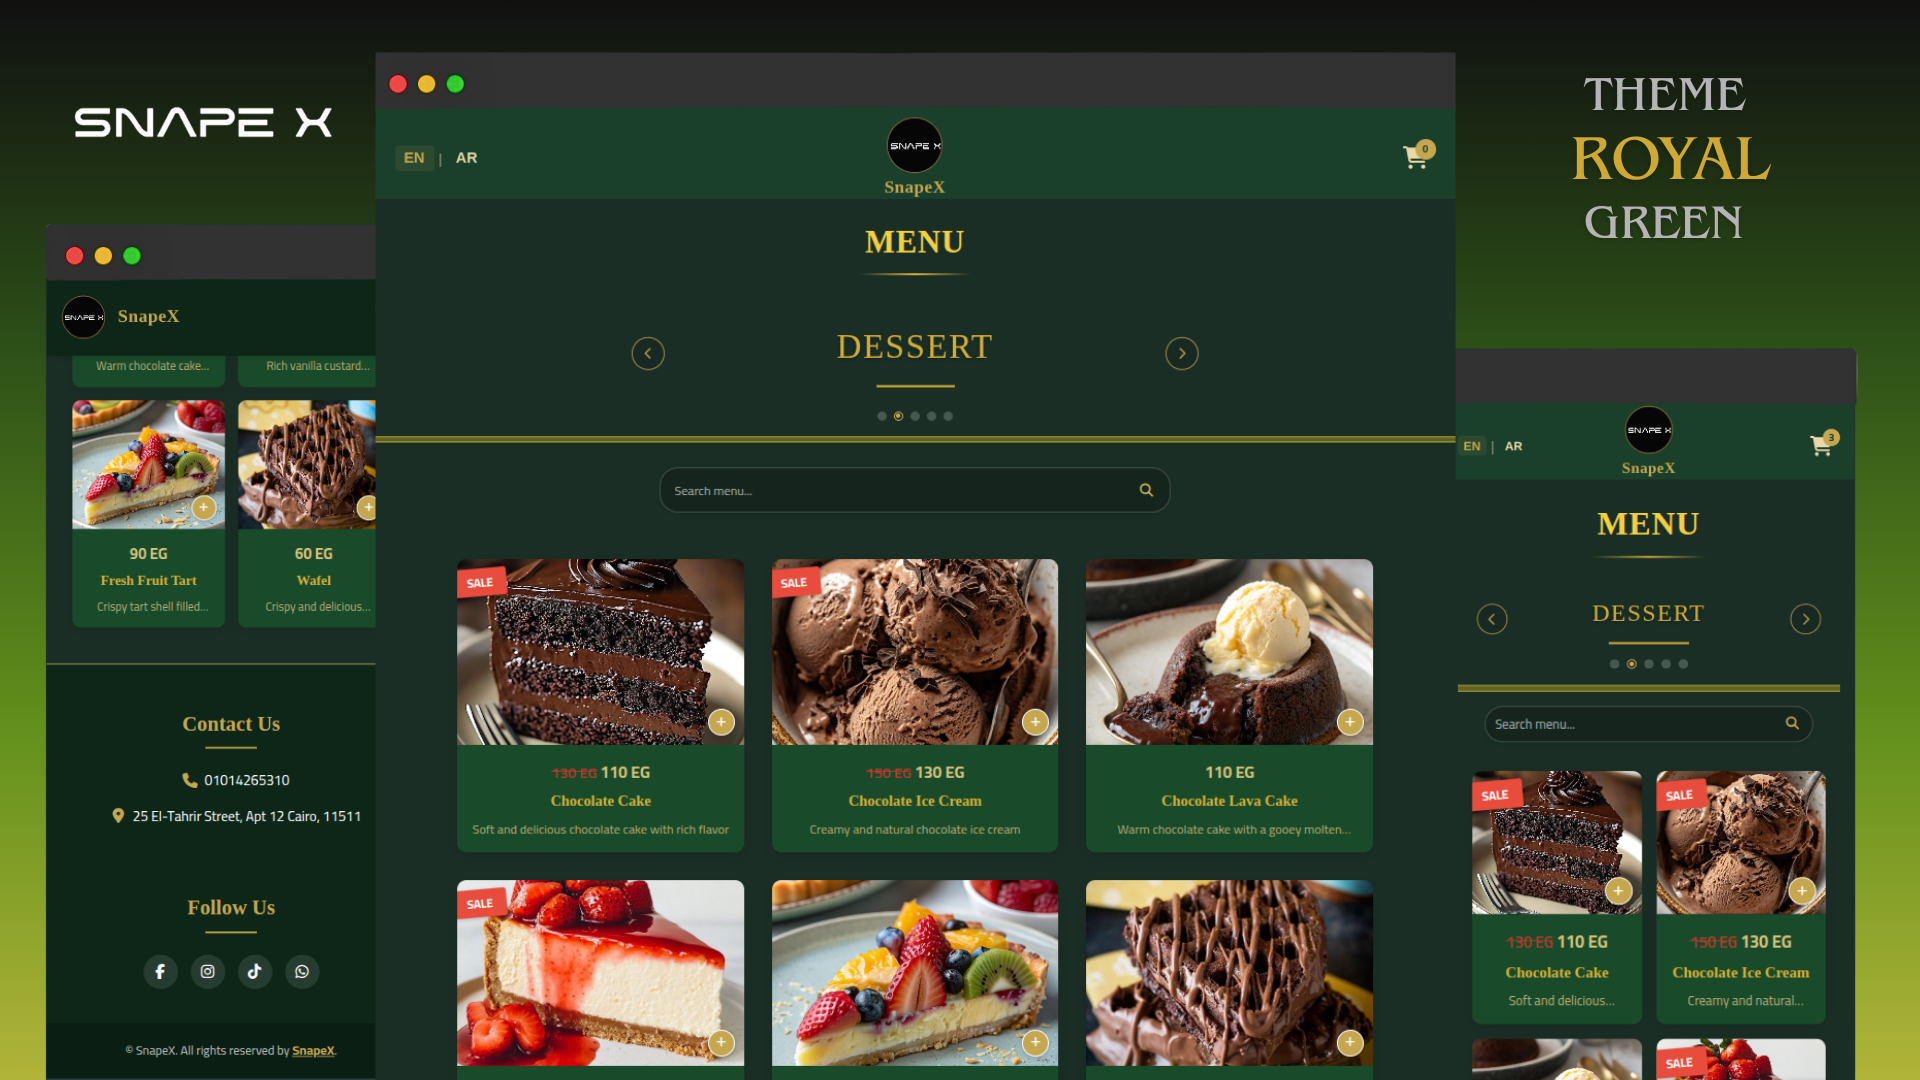 SNAPE X
THEME
ROYAL
GREEN
SNAPE X
SnapeX
Warm chocolate cake...
Rich vanilla custard...
90 EG
Fresh Fruit Tart
Crispy tart shell filled...
60 EG
Wafel
Crispy and delicious...
Contact Us
01014265310
25 El-Tahrir Street, Apt 12 Cairo, 11511
Follow Us
© SnapeX. All rights reserved by SnapeX.
EN | AR
SNAPE X
SnapeX
0
MENU
DESSERT
Search menu...
SALE
130 EG 110 EG
Chocolate Cake
Soft and delicious chocolate cake with rich flavor
SALE
150 EG 130 EG
Chocolate Ice Cream
Creamy and natural chocolate ice cream
110 EG
Chocolate Lava Cake
Warm chocolate cake with a gooey molten...
SALE
EN | AR
SNAPE X
SnapeX
3
MENU
DESSERT
Search menu...
SALE
130 EG 110 EG
Chocolate Cake
Soft and delicious...
SALE
150 EG 130 EG
Chocolate Ice Cream
Creamy and natural...
SALE